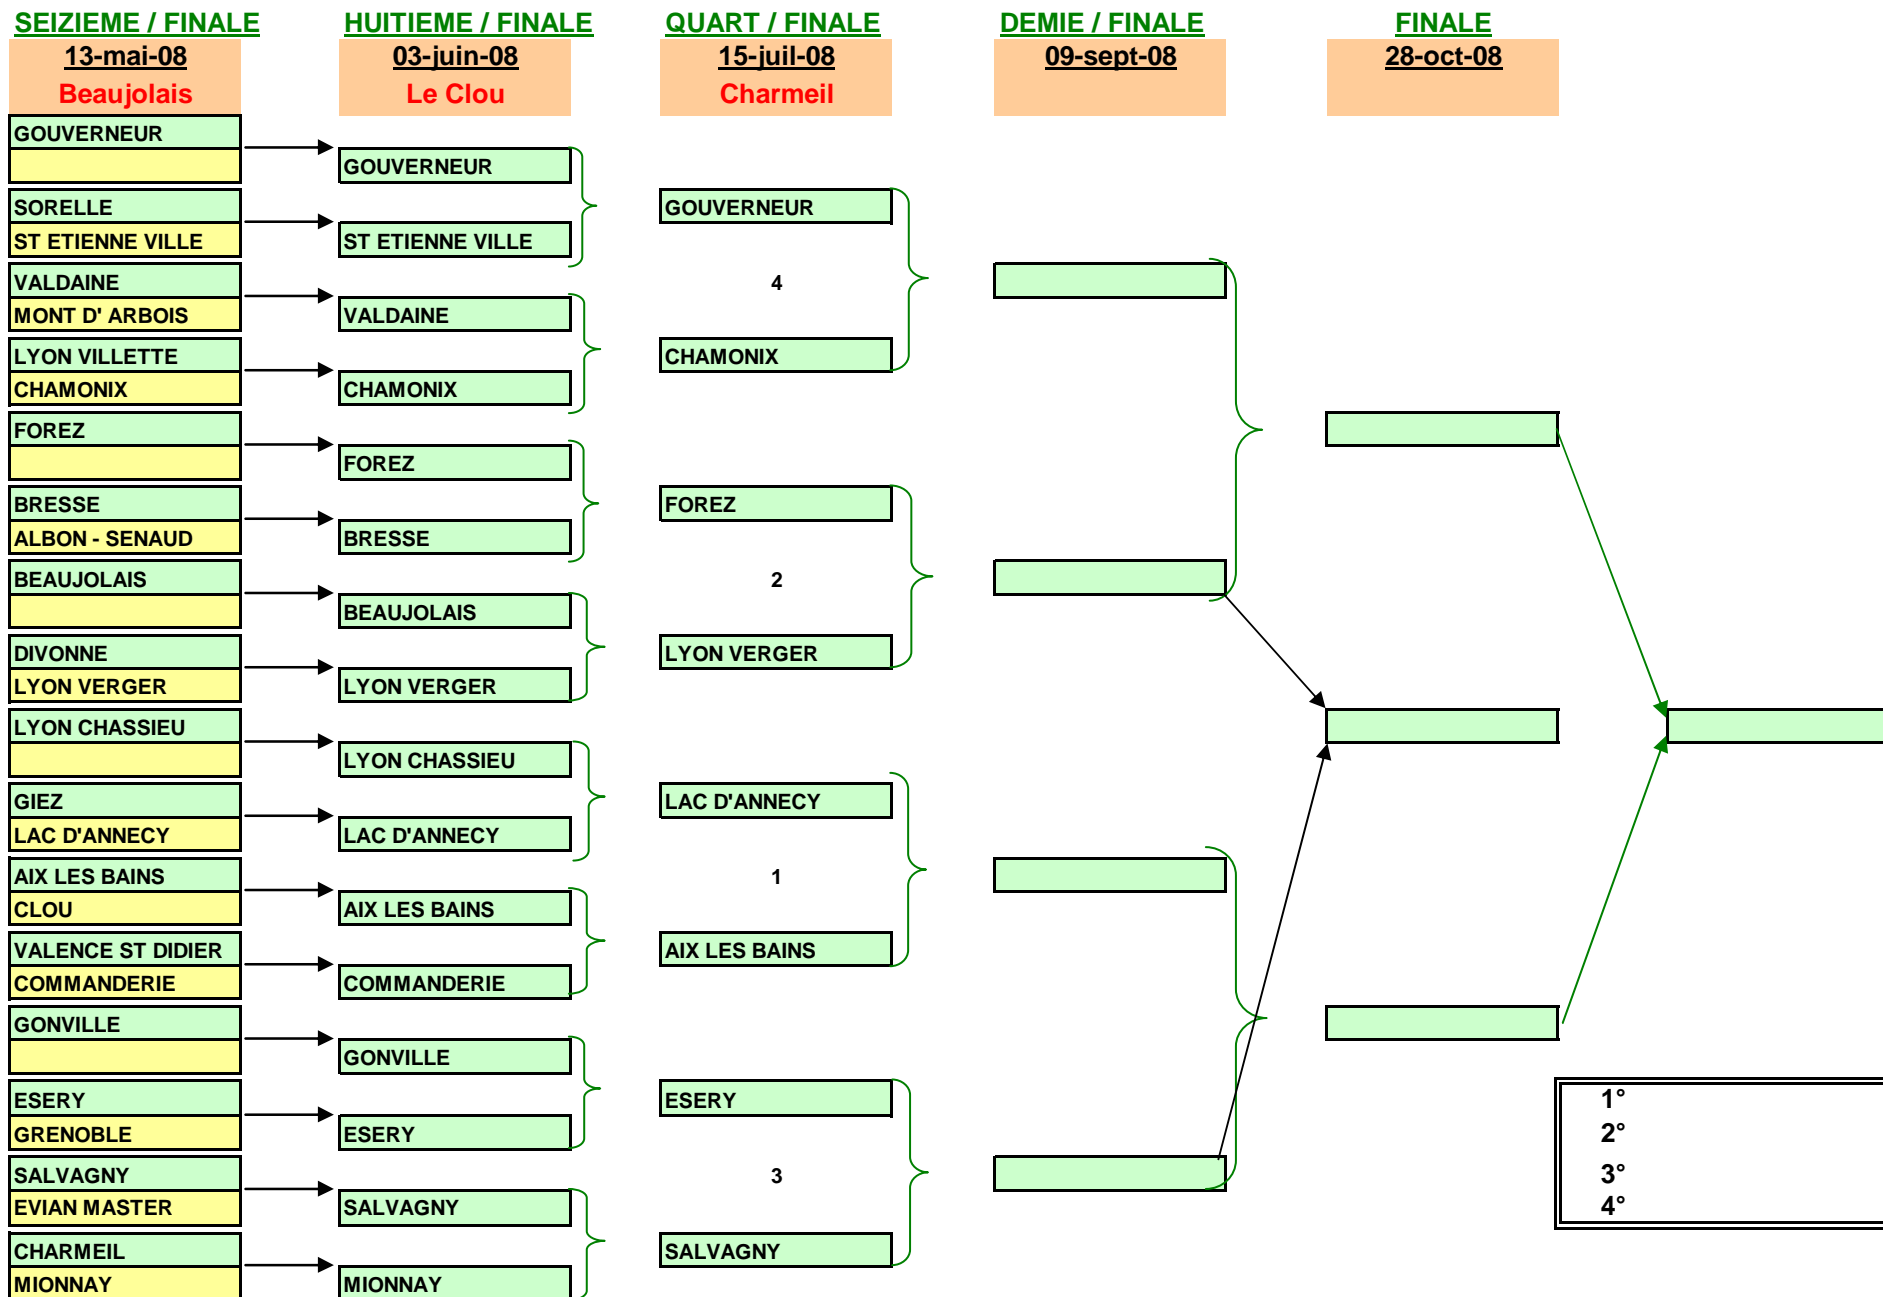 SEIZIEME / FINALE
13-mai-08
Beaujolais
GOUVERNEUR
SORELLE
ST ETIENNE VILLE
VALDAINE
MONT D' ARBOIS
LYON VILLETTE
CHAMONIX
FOREZ
BRESSE
ALBON - SENAUD
BEAUJOLAIS
DIVONNE
LYON VERGER
LYON CHASSIEU
GIEZ
LAC D'ANNECY
AIX LES BAINS
CLOU
VALENCE ST DIDIER
COMMANDERIE
GONVILLE
ESERY
GRENOBLE
SALVAGNY
EVIAN MASTER
CHARMEIL
MIONNAY
HUITIEME / FINALE
03-juin-08
Le Clou
GOUVERNEUR
ST ETIENNE VILLE
VALDAINE
CHAMONIX
FOREZ
BRESSE
BEAUJOLAIS
LYON VERGER
LYON CHASSIEU
LAC D'ANNECY
AIX LES BAINS
COMMANDERIE
GONVILLE
ESERY
SALVAGNY
MIONNAY
QUART / FINALE
15-juil-08
Charmeil
GOUVERNEUR
4
CHAMONIX
FOREZ
2
LYON VERGER
LAC D'ANNECY
1
AIX LES BAINS
ESERY
3
SALVAGNY
DEMIE / FINALE
09-sept-08
FINALE
28-oct-08
1°
2°
3°
4°